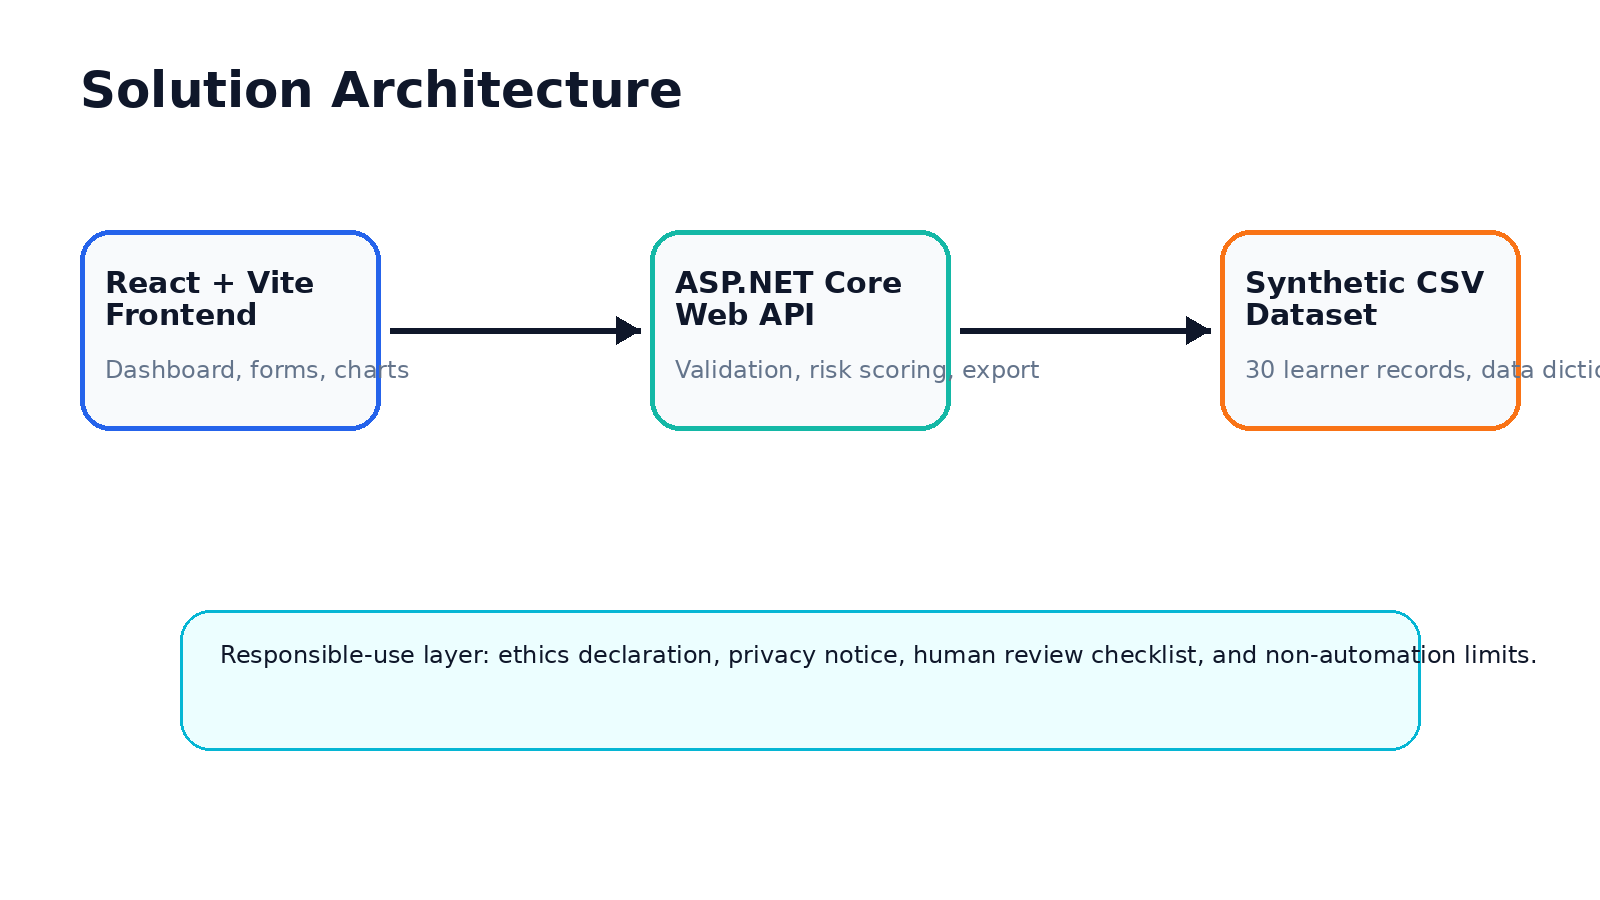 Solution Architecture
React + Vite
Frontend
Dashboard, forms, charts
ASP.NET Core
Web API
Validation, risk scoring, export
Synthetic CSV
Dataset
30 learner records, data
Responsible-use layer: ethics declaration, privacy notice, human review checklist, and non-automation limits.